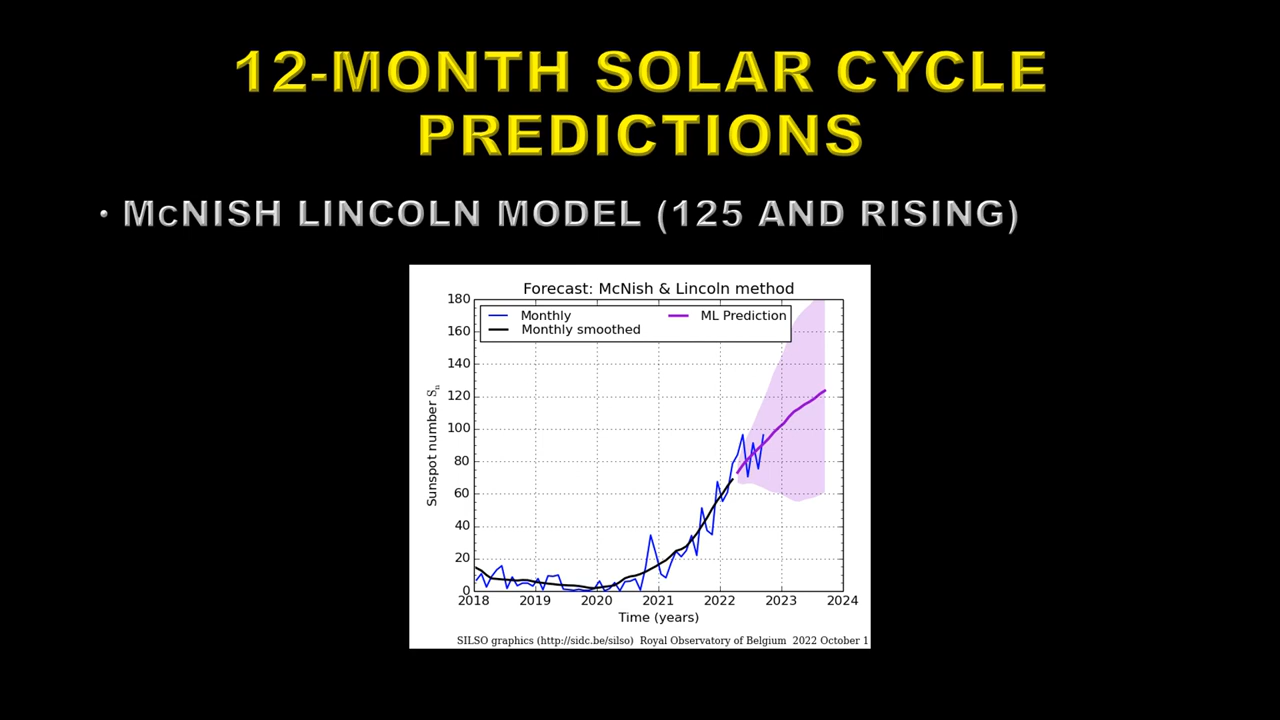 12-MONTH SOLAR CYCLE
PREDICTIONS
• McNISH LINCOLN MODEL (125 AND RISING)
Forecast: McNish & Lincoln method
Monthly
ML Prediction
Monthly smoothed
180
160
140
120
100
80
60
40
20
0
Sunspot number Sn
2018 2019 2020 2021 2022 2023 2024
Time (years)
SILSO graphics (http://sidc.be/silso) Royal Observatory of Belgium 2022 October 1